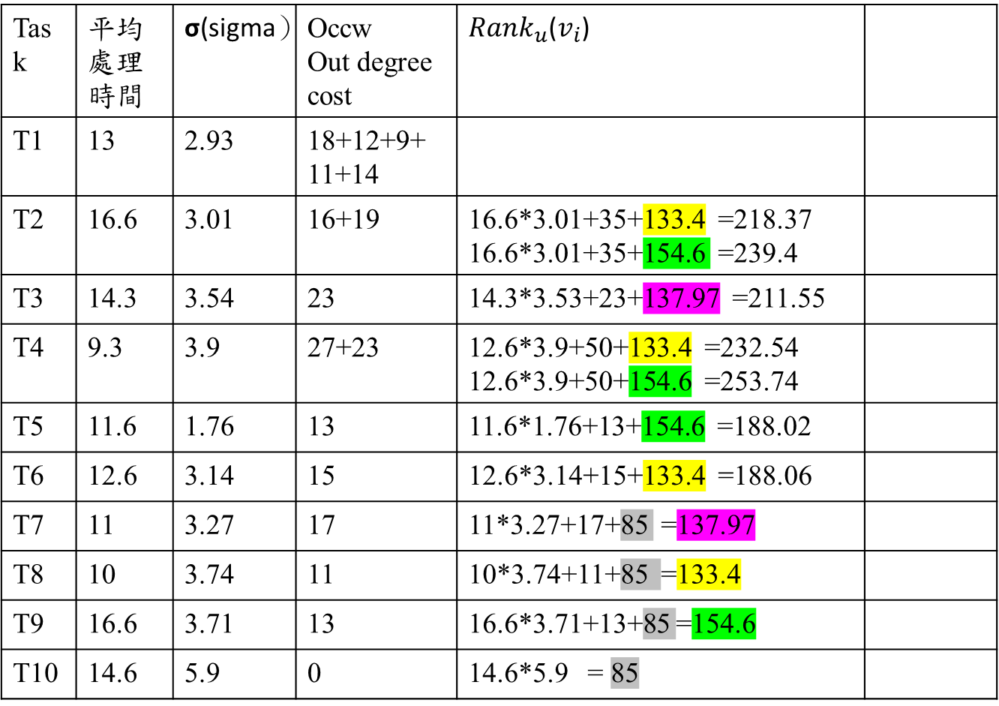 Tas
k
平均
處理
時間
σ(sigma）
Occw
Out degree
cost
Rankᵤ(vᵢ)
T1
13
2.93
18+12+9+
11+14
T2
16.6
3.01
16+19
16.6*3.01+35+133.4 =218.37
16.6*3.01+35+154.6 =239.4
T3
14.3
3.54
23
14.3*3.53+23+137.97 =211.55
T4
9.3
3.9
27+23
12.6*3.9+50+133.4 =232.54
12.6*3.9+50+154.6 =253.74
T5
11.6
1.76
13
11.6*1.76+13+154.6 =188.02
T6
12.6
3.14
15
12.6*3.14+15+133.4 =188.06
T7
11
3.27
17
11*3.27+17+85 =137.97
T8
10
3.74
11
10*3.74+11+85 =133.4
T9
16.6
3.71
13
16.6*3.71+13+85 =154.6
T10
14.6
5.9
0
14.6*5.9 = 85